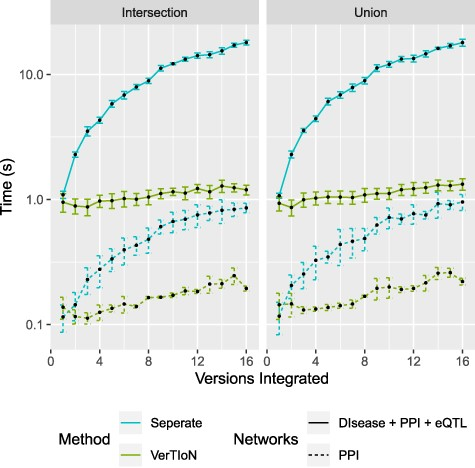 Intersection Union
Time (s)
10.0
1.0
0.1
0 4 8 12 16 0 4 8 12 16
Versions Integrated
Method Seperate Networks DIsease + PPI + eQTL
VerTIoN PPI